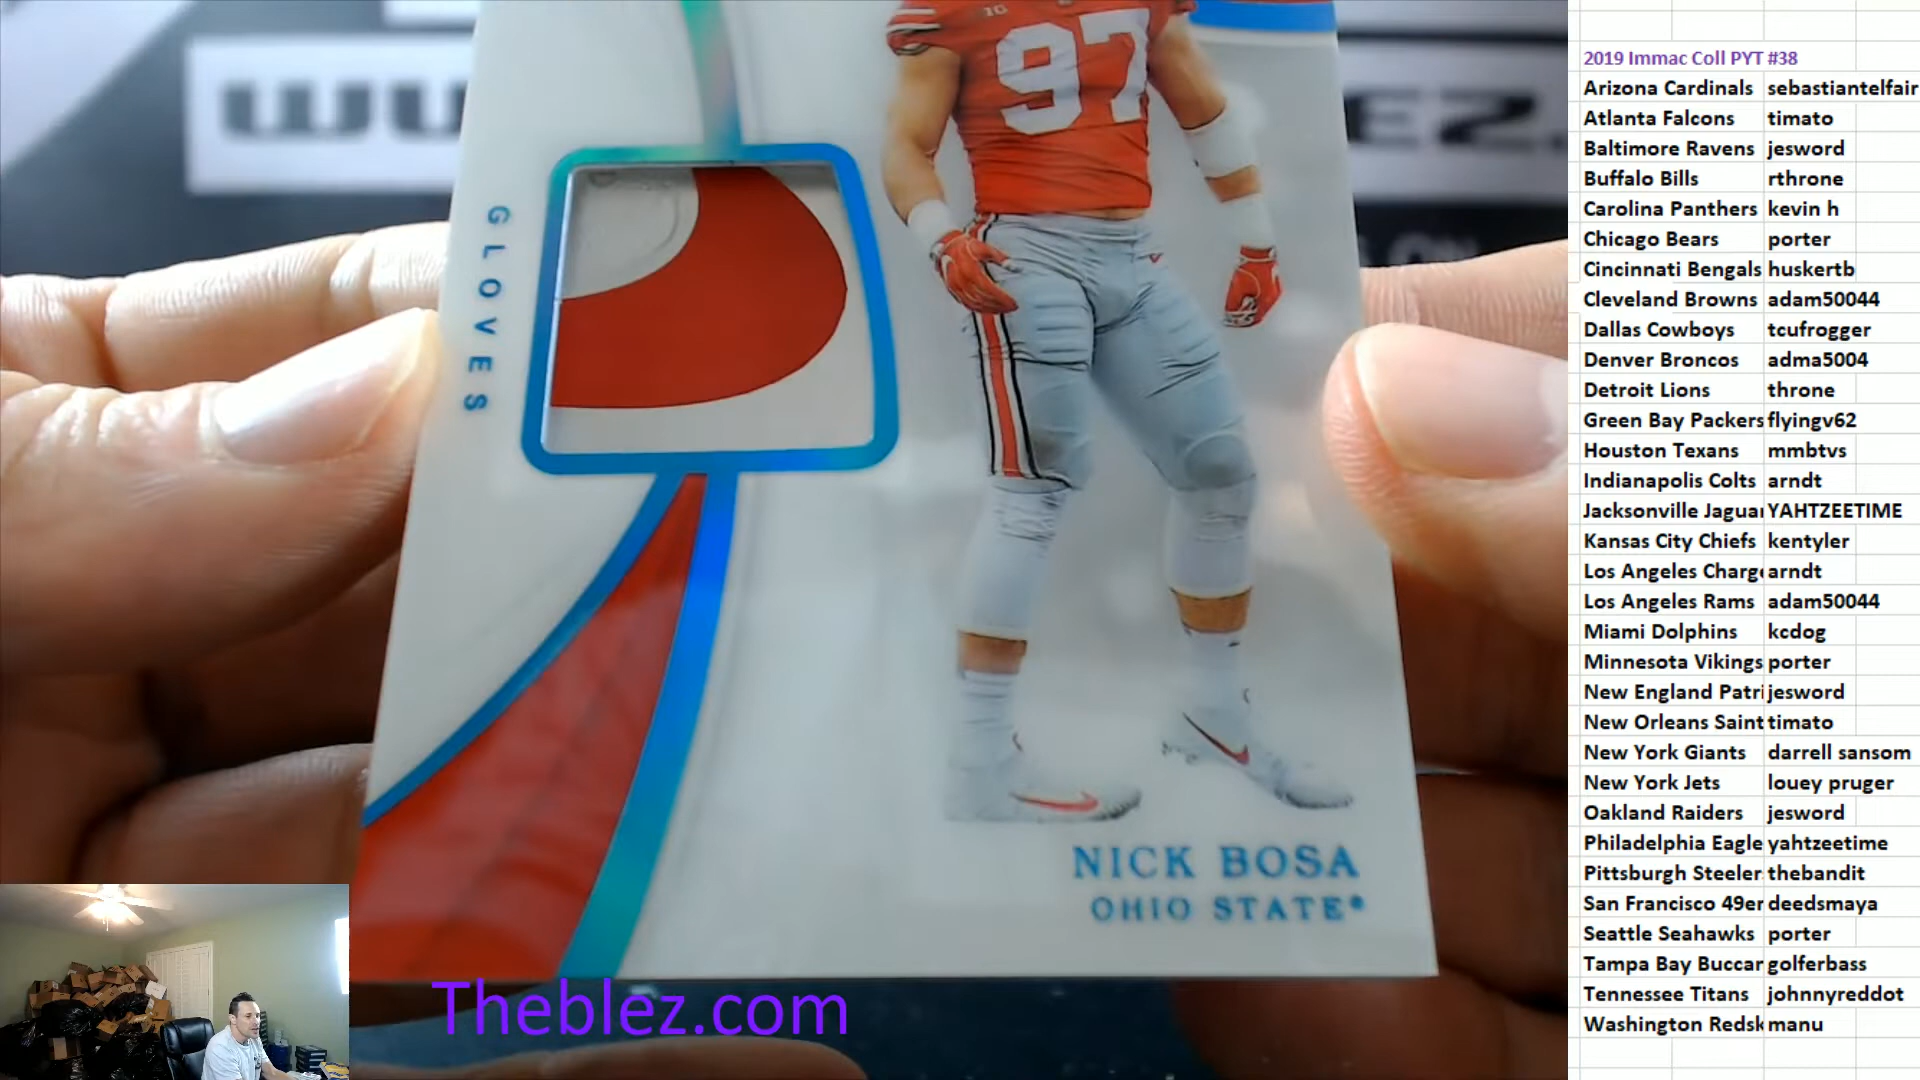 97
GLOVES
NICK BOSA
OHIO STATE
Theblez.com
2019 Immac Coll PYT #38
Arizona Cardinals sebastiantelfair
Atlanta Falcons timato
Baltimore Ravens jesword
Buffalo Bills rthrone
Carolina Panthers kevin h
Chicago Bears porter
Cincinnati Bengals huskertb
Cleveland Browns adam50044
Dallas Cowboys tcufrogger
Denver Broncos adma5004
Detroit Lions throne
Green Bay Packers flyingv62
Houston Texans mmbtvs
Indianapolis Colts arndt
Jacksonville Jaguar YAHTZEETIME
Kansas City Chiefs kentyler
Los Angeles Charge arndt
Los Angeles Rams adam50044
Miami Dolphins kcdog
Minnesota Vikings porter
New England Patri jesword
New Orleans Saint timato
New York Giants darrell sansom
New York Jets louey pruger
Oakland Raiders jesword
Philadelphia Eagle yahtzeetime
Pittsburgh Steeler thebandit
San Francisco 49er deedsmaya
Seattle Seahawks porter
Tampa Bay Buccar golferbass
Tennessee Titans johnnyreddot
Washington Redsk manu